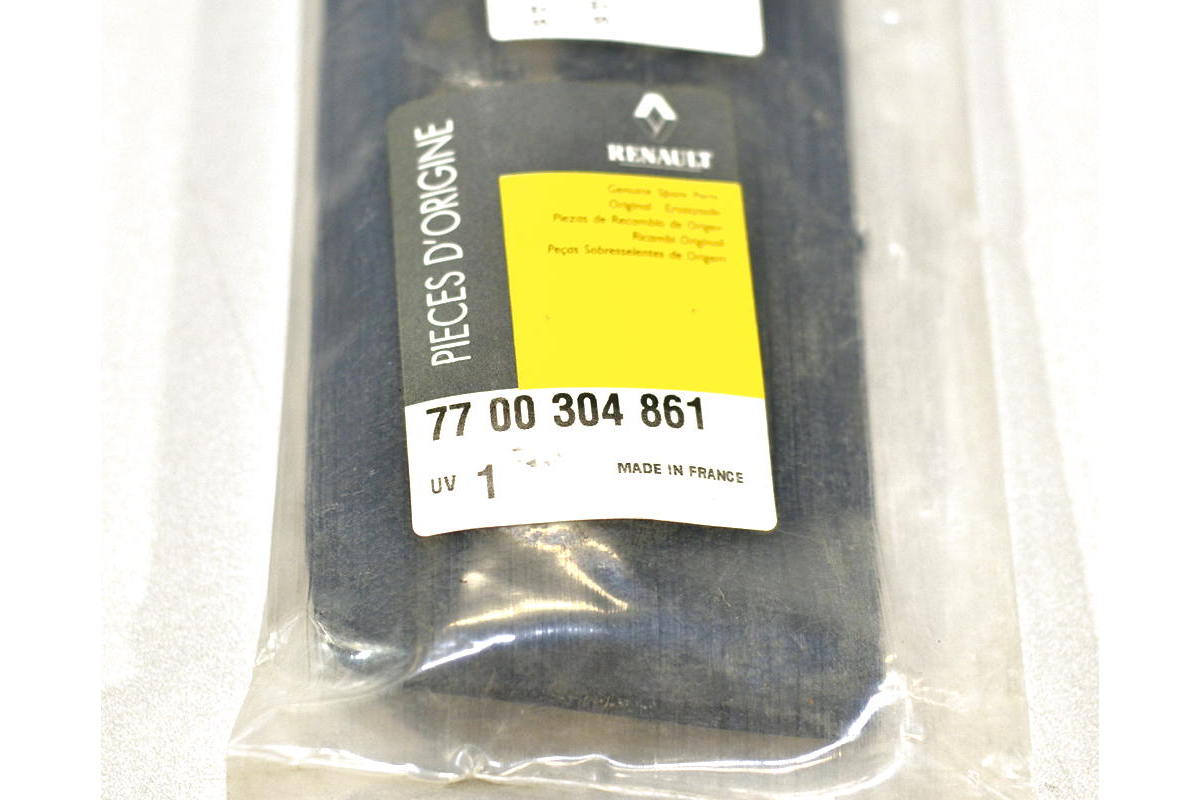 PIECES D'ORIGINE
RENAULT
Genuine Spare Parts
Original Ersatzteile
Piezas de Recambio de Origen
Ricambi Originali
Peças Sobresselentes de Origem
77 00 304 861
UV 1
MADE IN FRANCE